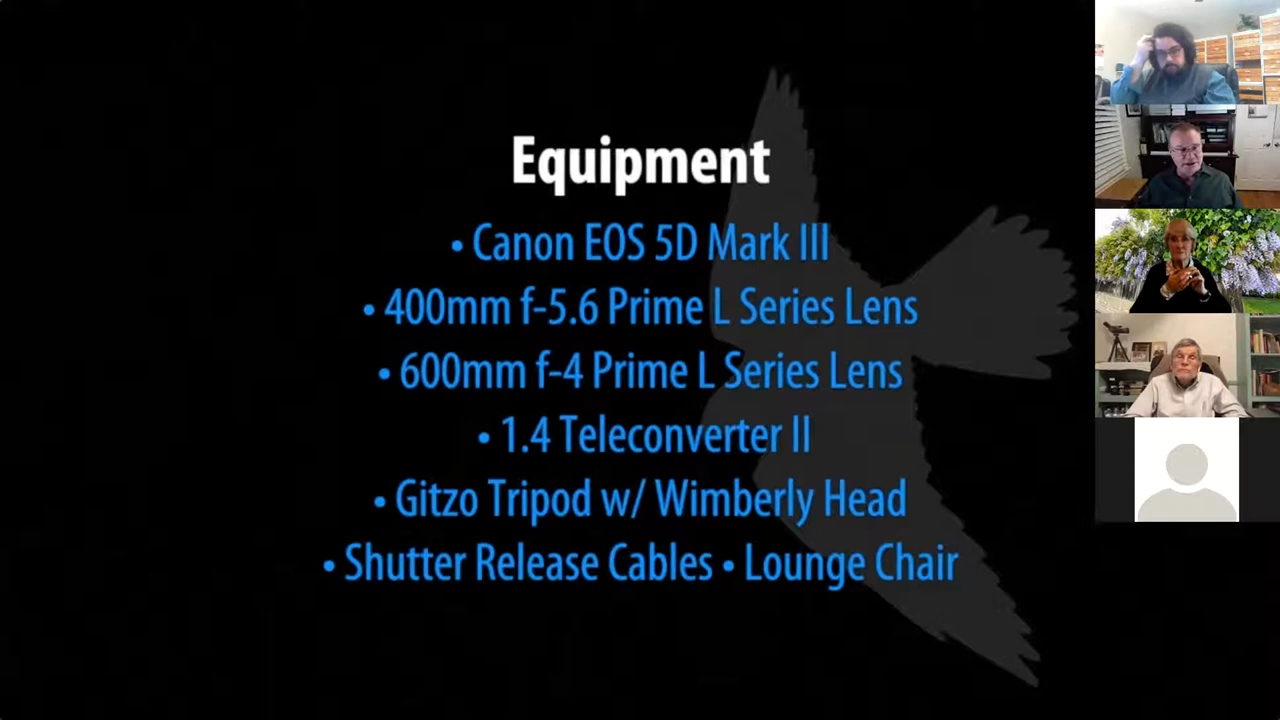 Equipment
• Canon EOS 5D Mark III
• 400mm f-5.6 Prime L Series Lens
• 600mm f-4 Prime L Series Lens
• 1.4 Teleconverter II
• Gitzo Tripod w/ Wimberly Head
• Shutter Release Cables • Lounge Chair